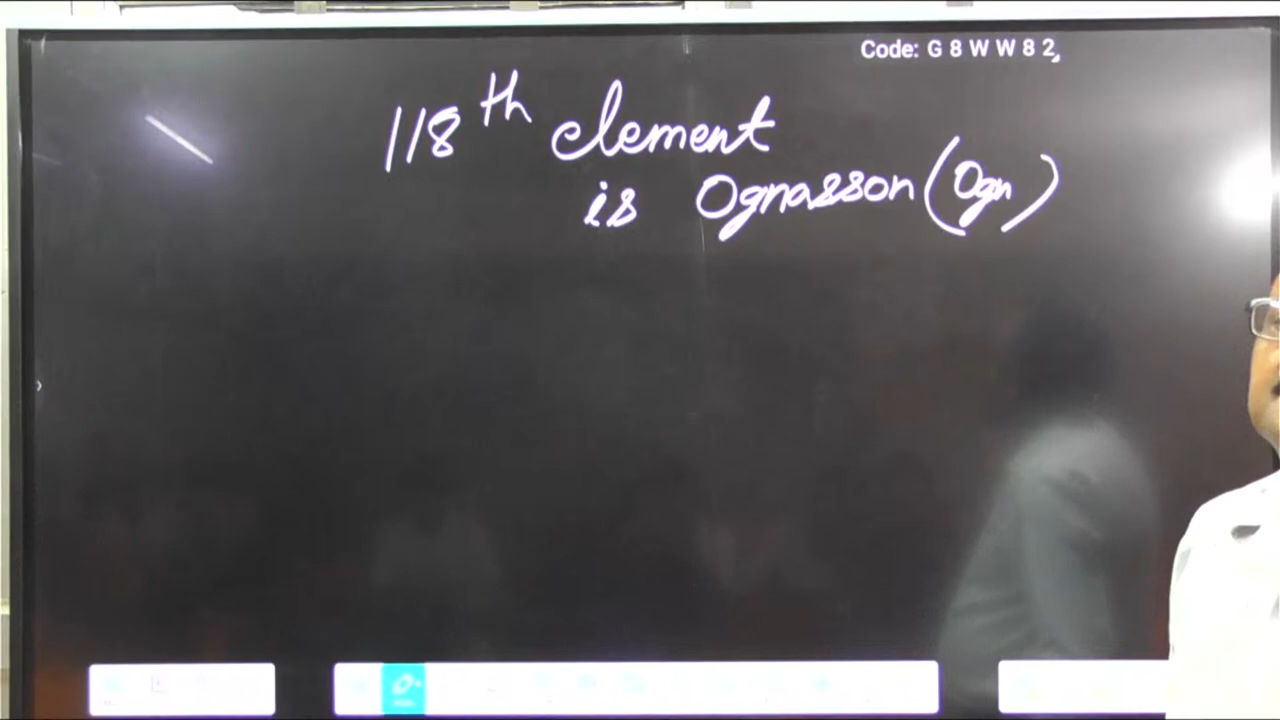 Code: G 8 W W 8 2,
118th element
is Ognasson (Ogn)